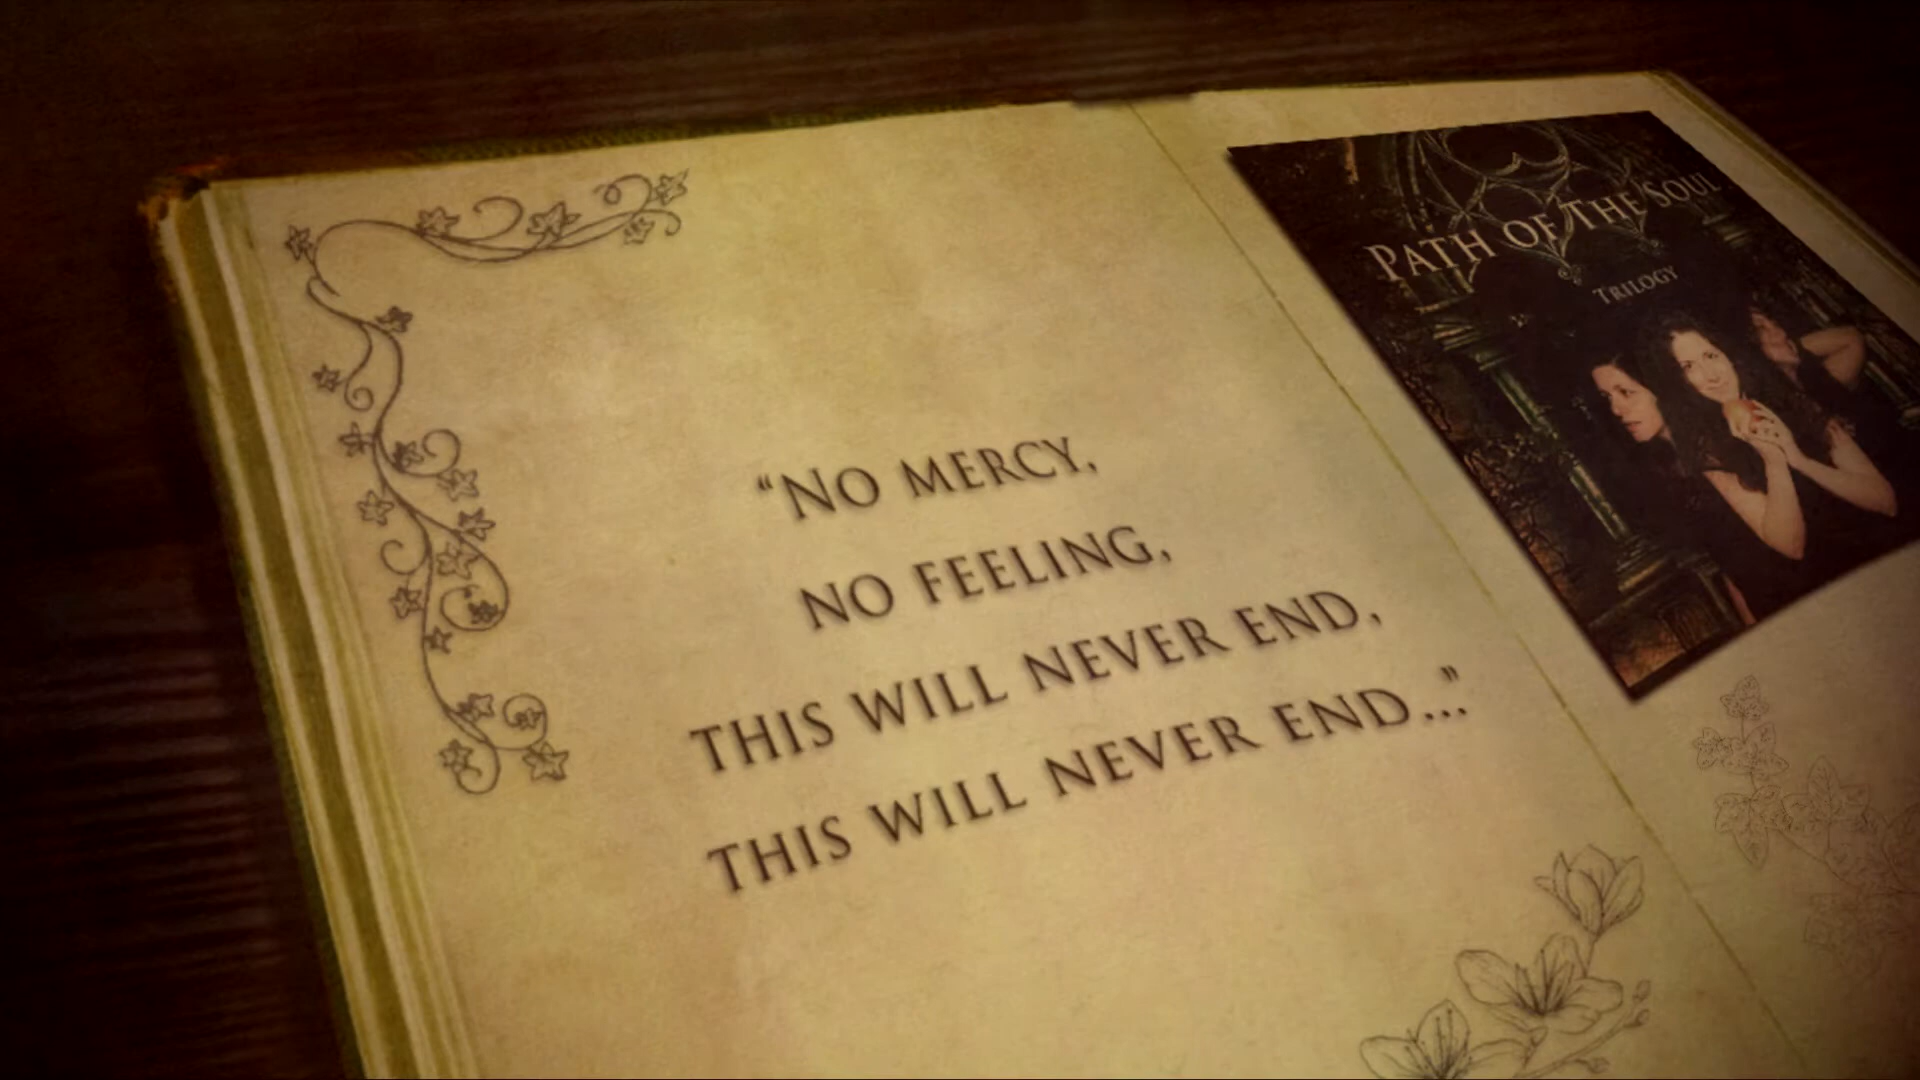 “NO MERCY,
NO FEELING,
THIS WILL NEVER END,
THIS WILL NEVER END...”
PATH OF THE SOUL
TRILOGY